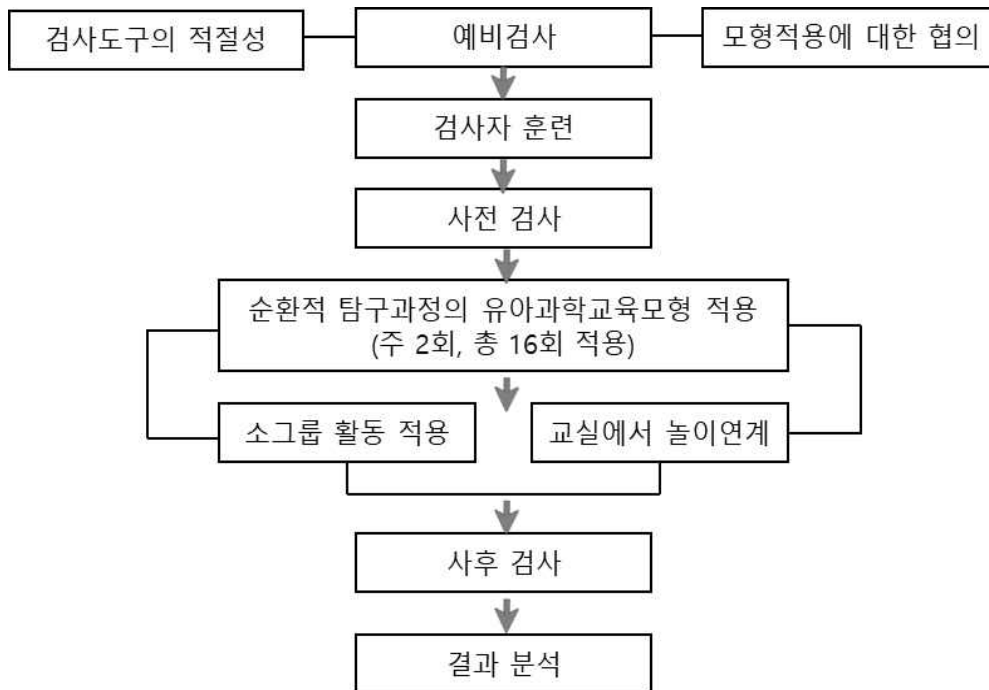 검사도구의 적절성
예비검사
모형적용에 대한 협의
검사자 훈련
사전 검사
순환적 탐구과정의 유아과학교육모형 적용
(주 2회, 총 16회 적용)
소그룹 활동 적용
교실에서 놀이연계
사후 검사
결과 분석